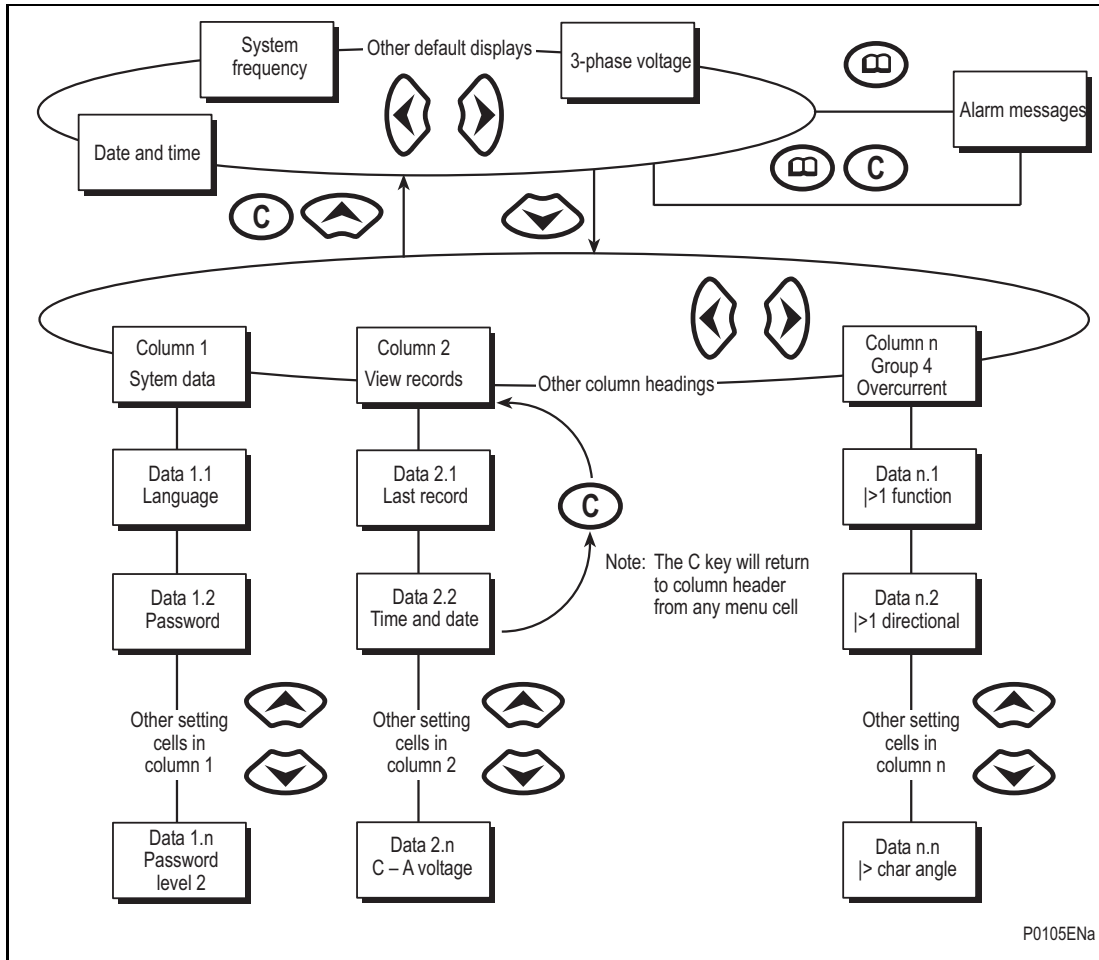 System
frequency
Other default displays
3-phase voltage
Alarm messages
Date and time
C
C
Column 1
Sytem data
Column 2
View records
Other column headings
Column n
Group 4
Overcurrent
Data 1.1
Language
Data 2.1
Last record
C
Data n.1
|>1 function
Note: The C key will return
to column header
from any menu cell
Data 1.2
Password
Data 2.2
Time and date
Data n.2
|>1 directional
Other setting
cells in
column 1
Other setting
cells in
column 2
Other setting
cells in
column n
Data 1.n
Password
level 2
Data 2.n
C – A voltage
Data n.n
|> char angle
P0105ENa